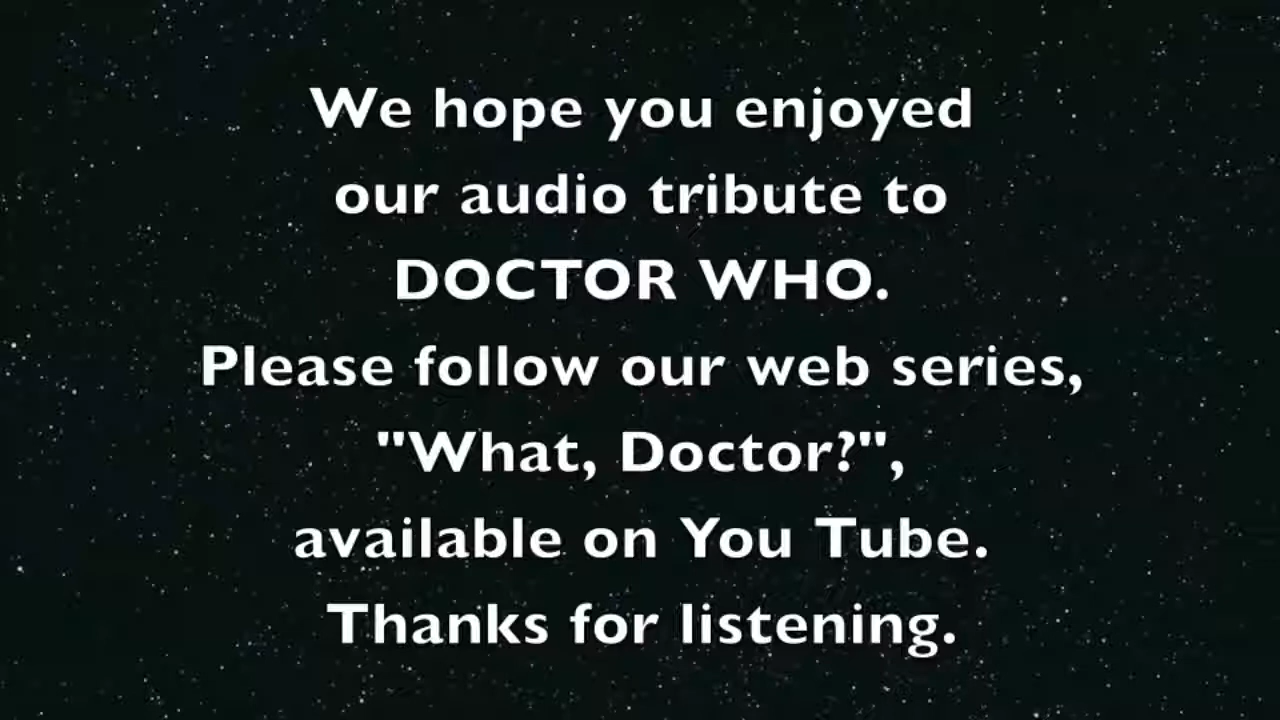 We hope you enjoyed
our audio tribute to
DOCTOR WHO.
Please follow our web series,
"What, Doctor?",
available on You Tube.
Thanks for listening.